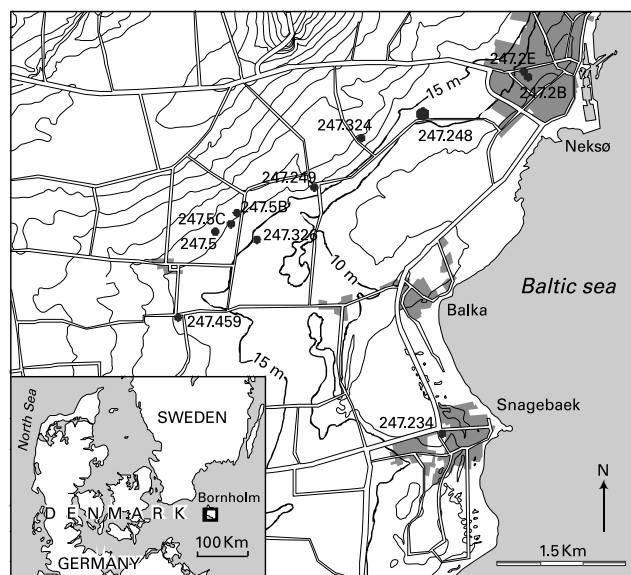 247.2E
15 m
247.2B
247.324
247.248
Neksø
247.249
247.5B
247.5C
247.5
247.326
10 m
Baltic sea
Balka
247.459
15 m
Snagebaek
247.234
North Sea
SWEDEN
Bornholm
DENMARK
100 Km
GERMANY
N
1.5 Km